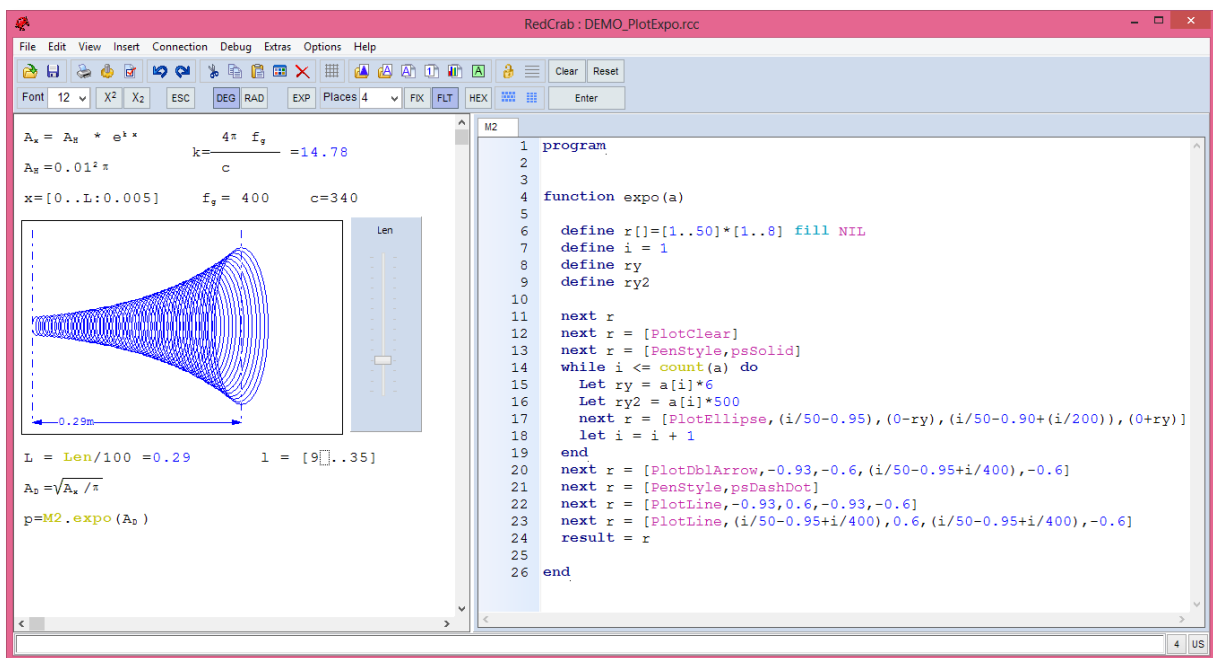 RedCrab : DEMO_PlotExpo.rcc
File Edit View Insert Connection Debug Extras Options Help
Clear Reset
Font 12 X² X₂ ESC DEG RAD EXP Places 4 FIX FLT HEX Enter
Aₓ = A_H * e^k x
k= 4π f_g / c =14.78
A_H =0.01² π
x=[0..L:0.005] f_g = 400 c=340
Len
0.29m
L = Len/100 =0.29 l = [9..35]
A_D =√Aₓ /π
p=M2.expo(A_D )
M2
1 program
2
3
4 function expo(a)
5
6 define r[]=[1..50]*[1..8] fill NIL
7 define i = 1
8 define ry
9 define ry2
10
11 next r
12 next r = [PlotClear]
13 next r = [PenStyle,psSolid]
14 while i <= count(a) do
15 Let ry = a[i]*6
16 Let ry2 = a[i]*500
17 next r = [PlotEllipse,(i/50-0.95),(0-ry),(i/50-0.90+(i/200)),(0+ry)]
18 let i = i + 1
19 end
20 next r = [PlotDblArrow,-0.93,-0.6,(i/50-0.95+i/400),-0.6]
21 next r = [PenStyle,psDashDot]
22 next r = [PlotLine,-0.93,0.6,-0.93,-0.6]
23 next r = [PlotLine,(i/50-0.95+i/400),0.6,(i/50-0.95+i/400),-0.6]
24 result = r
25
26 end
4 US